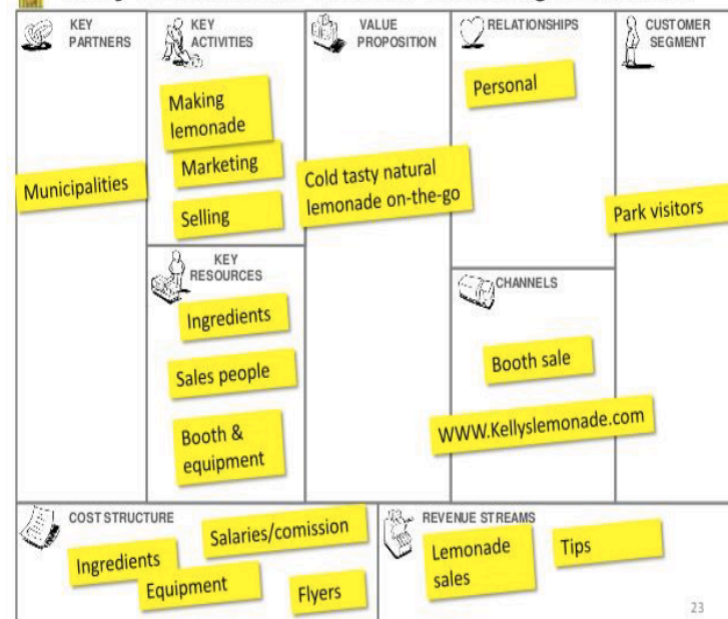 KEY
PARTNERS
Municipalities
KEY
ACTIVITIES
Making
lemonade
Marketing
Selling
KEY
RESOURCES
Ingredients
Sales people
Booth &
equipment
VALUE
PROPOSITION
Cold tasty natural
lemonade on-the-go
RELATIONSHIPS
Personal
CHANNELS
Booth sale
WWW.Kellyslemonade.com
CUSTOMER
SEGMENT
Park visitors
COST STRUCTURE
Salaries/comission
Ingredients
Equipment
Flyers
REVENUE STREAMS
Lemonade
sales
Tips
23